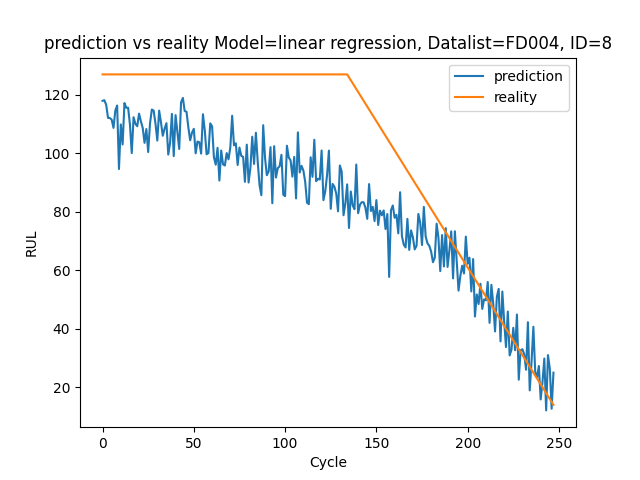 prediction vs reality Model=linear regression, Datalist=FD004, ID=8
prediction
reality
RUL
120
100
80
60
40
20
0
50
100
150
200
250
Cycle